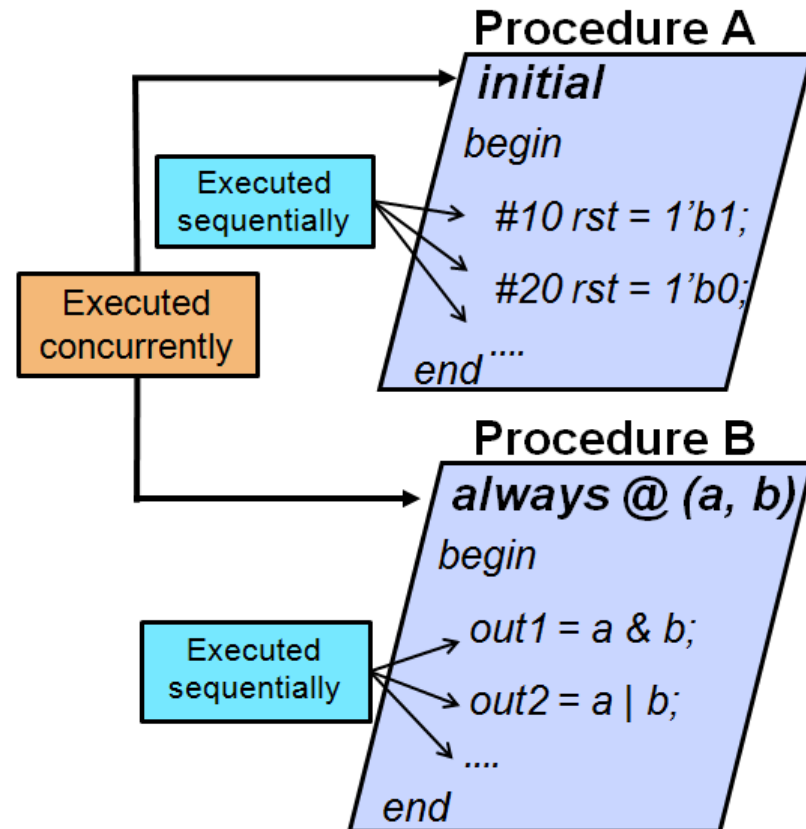 Procedure A
initial
begin
Executed
sequentially
#10 rst = 1’b1;
#20 rst = 1’b0;
....
end
Executed
concurrently
Procedure B
always @ (a, b)
begin
Executed
sequentially
out1 = a & b;
out2 = a | b;
....
end